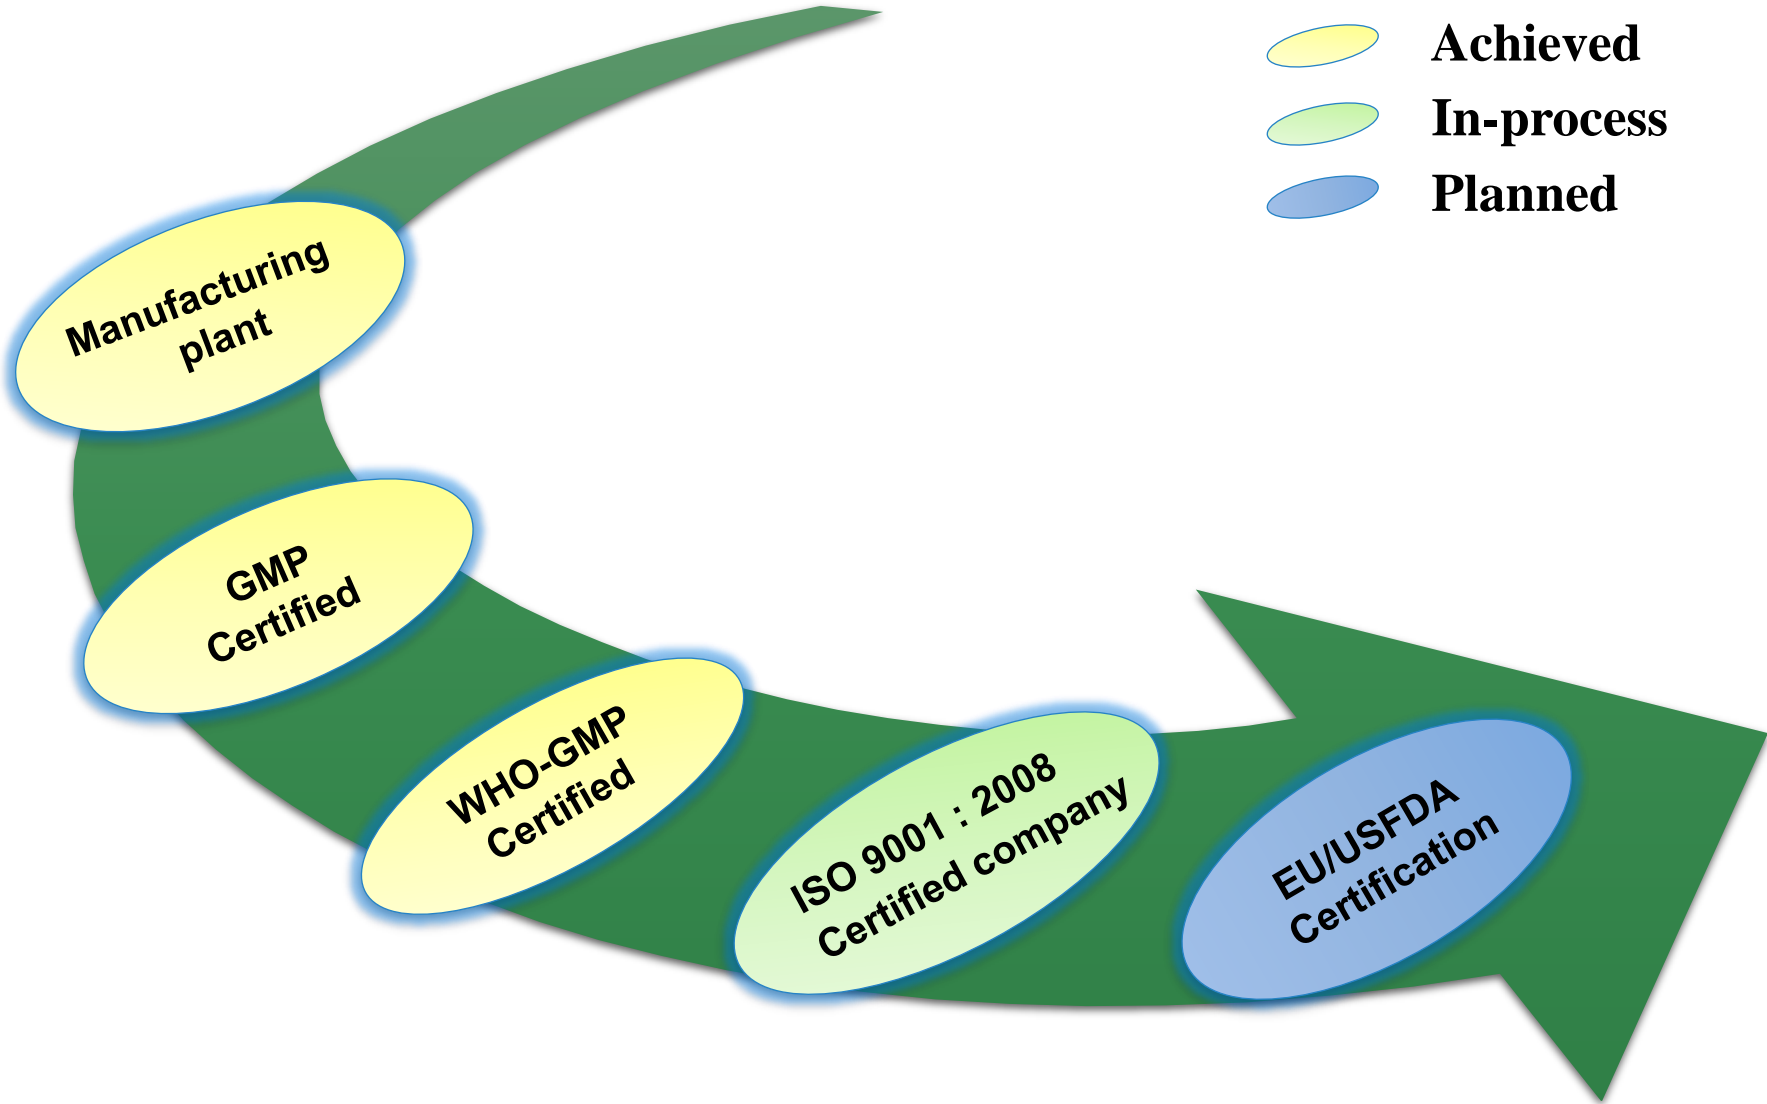 Achieved
In-process
Planned
Manufacturing
plant
GMP
Certified
WHO-GMP
Certified
ISO 9001 : 2008
Certified company
EU/USFDA
Certification